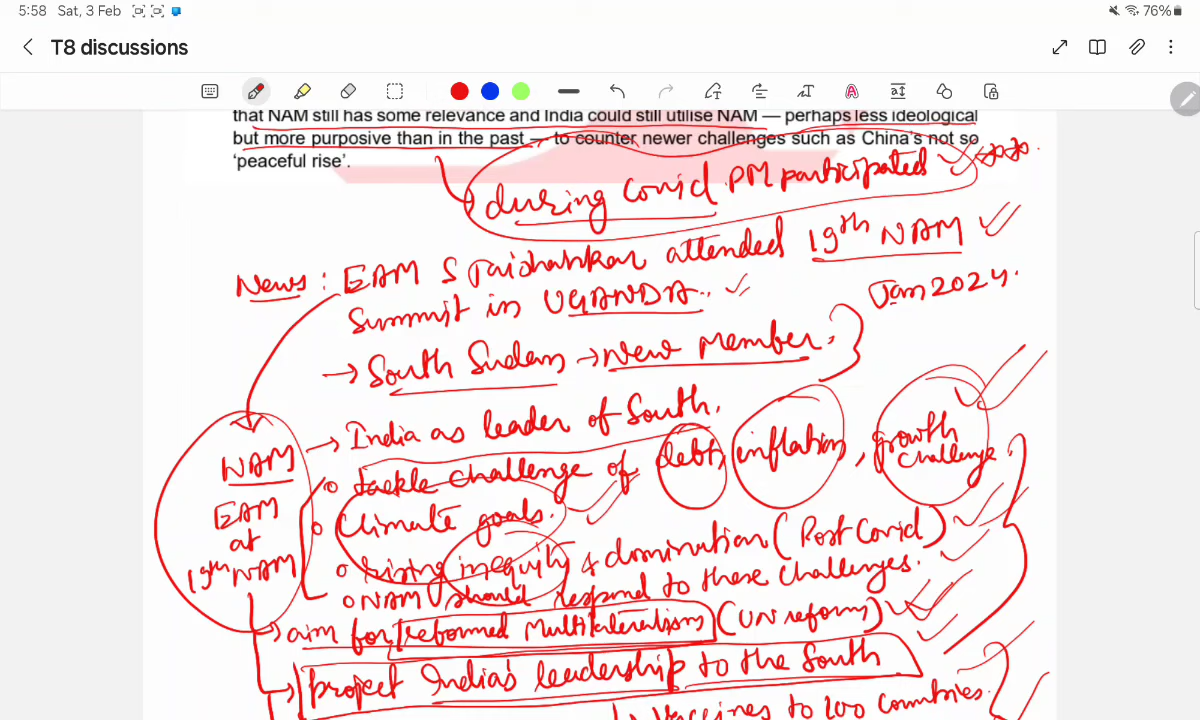 5:58 Sat, 3 Feb 76%
T8 discussions
that NAM still has some relevance and India could still utilise NAM — perhaps less ideological
but more purposive than in the past — to counter newer challenges such as China's not so
'peaceful rise'.
during Covid PM participated
News: EAM S Jaishankar attended 19th NAM
Summit in UGANDA.
Jan 2024.
→ South Sudan → New member.
→ India as leader of South.
NAM
EAM
at
19th NAM
o tackle challenge of debt, inflation, growth challenge
o Climate goals.
o rising inequity & domination (Post Covid)
o NAM should respond to these challenges.
→ aim for reformed Multilateralism (UN reforms)
→ project India's leadership to the South
↳ Vaccines to 100 countries.